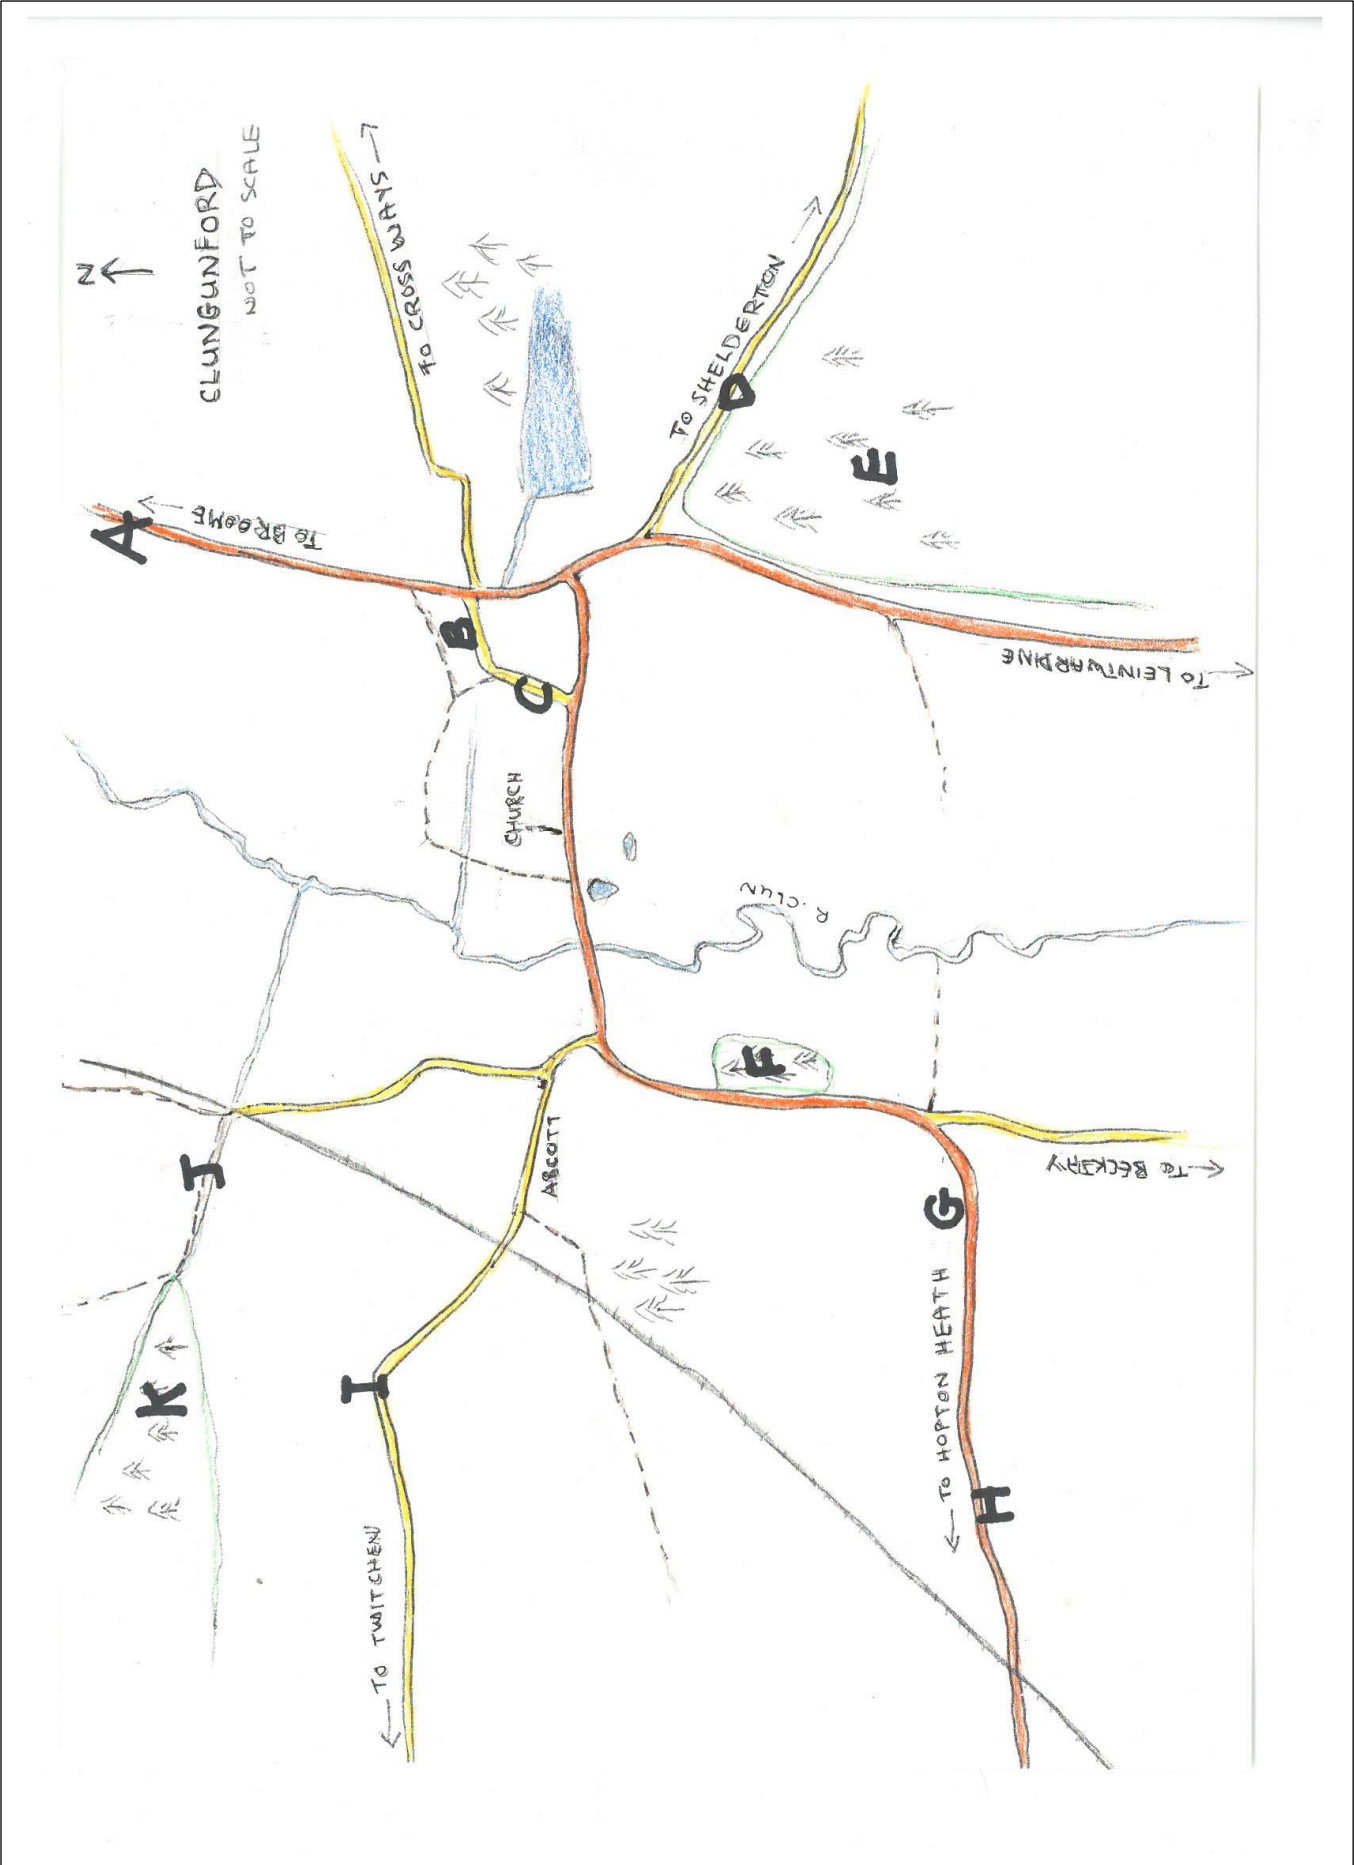 N
CLUNGUNFORD
NOT TO SCALE
A
TO BROOME
TO CROSS WAYS
B
C
TO SHELDERTON
D
E
TO LEINTWARDINE
CHURCH
R. CLUN
F
ABCOTT
J
K
I
TO TWITCHEN
G
TO BECKJAY
TO HOPTON HEATH
H